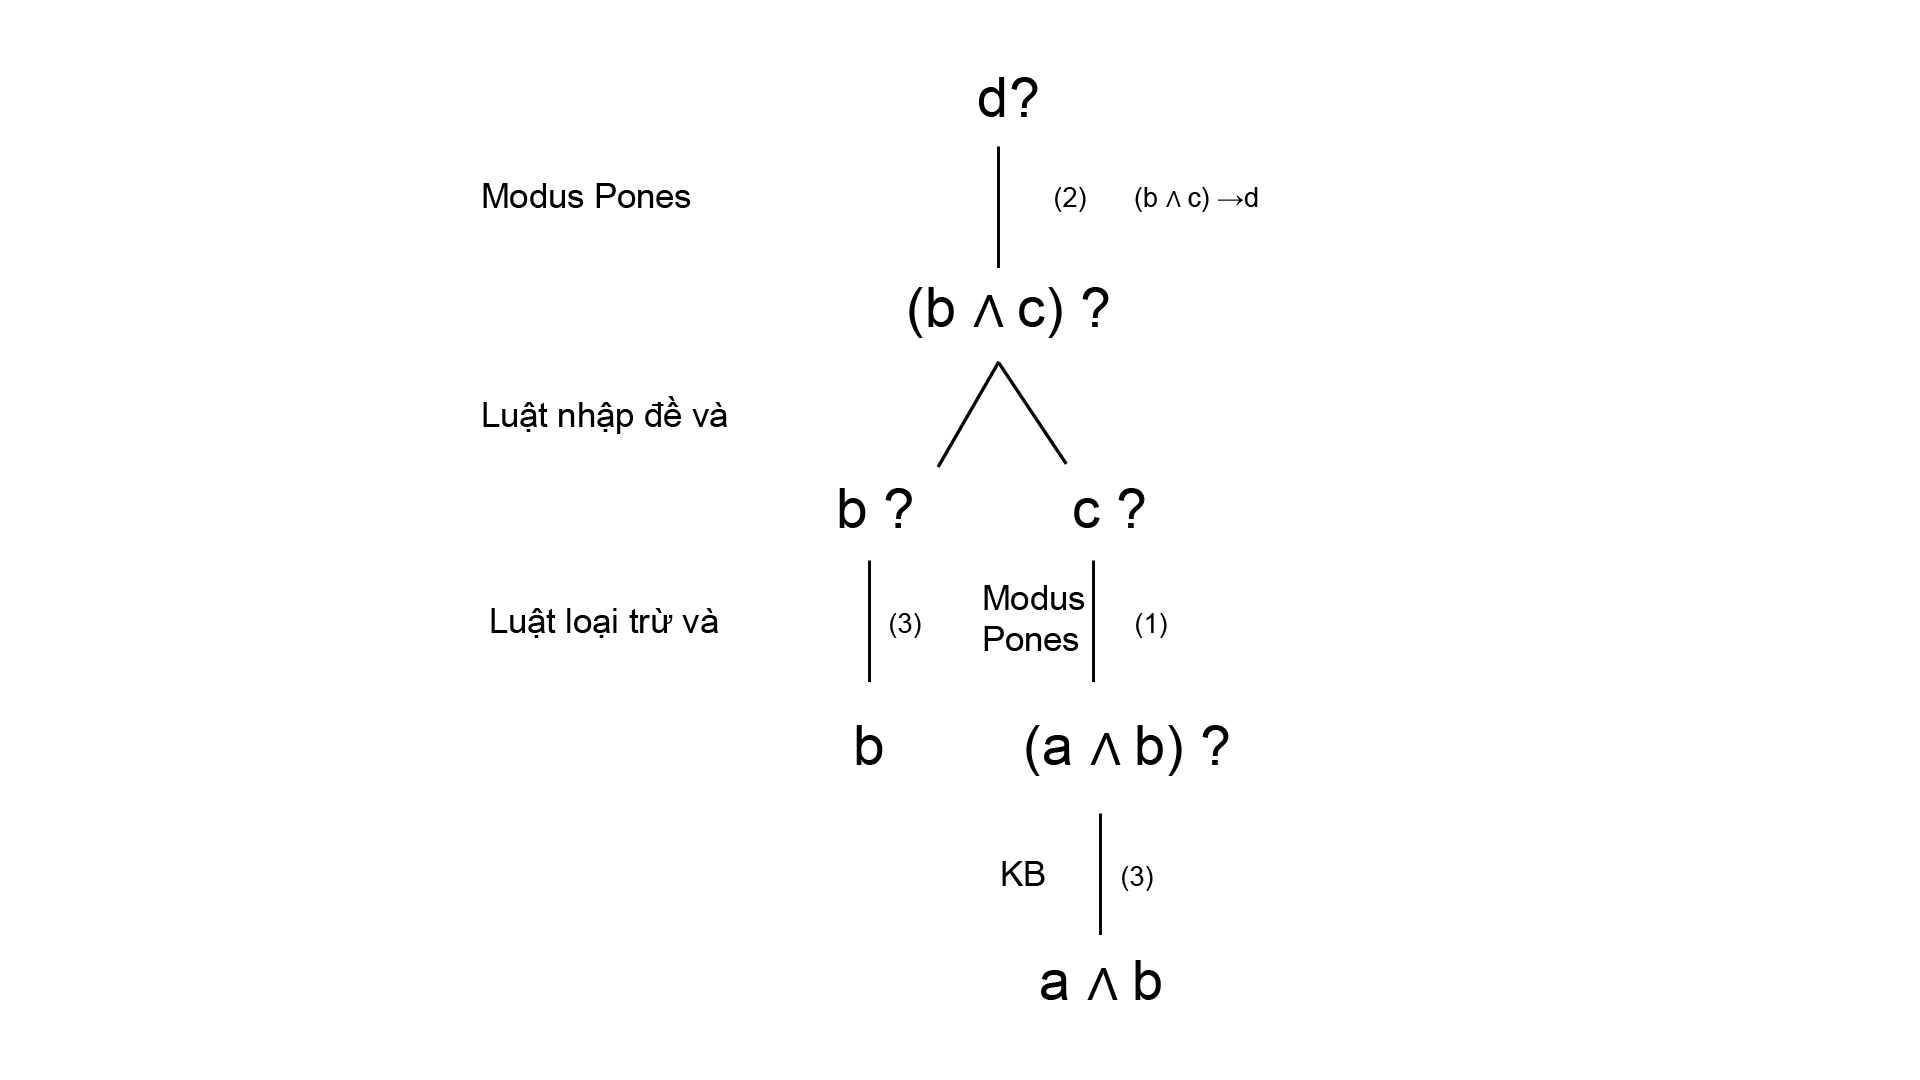 d?
Modus Pones
(2) (b ∧ c) →d
(b ∧ c) ?
Luật nhập đề và
b ?
c ?
Luật loại trừ và
(3)
Modus
Pones
(1)
b
(a ∧ b) ?
KB
(3)
a ∧ b